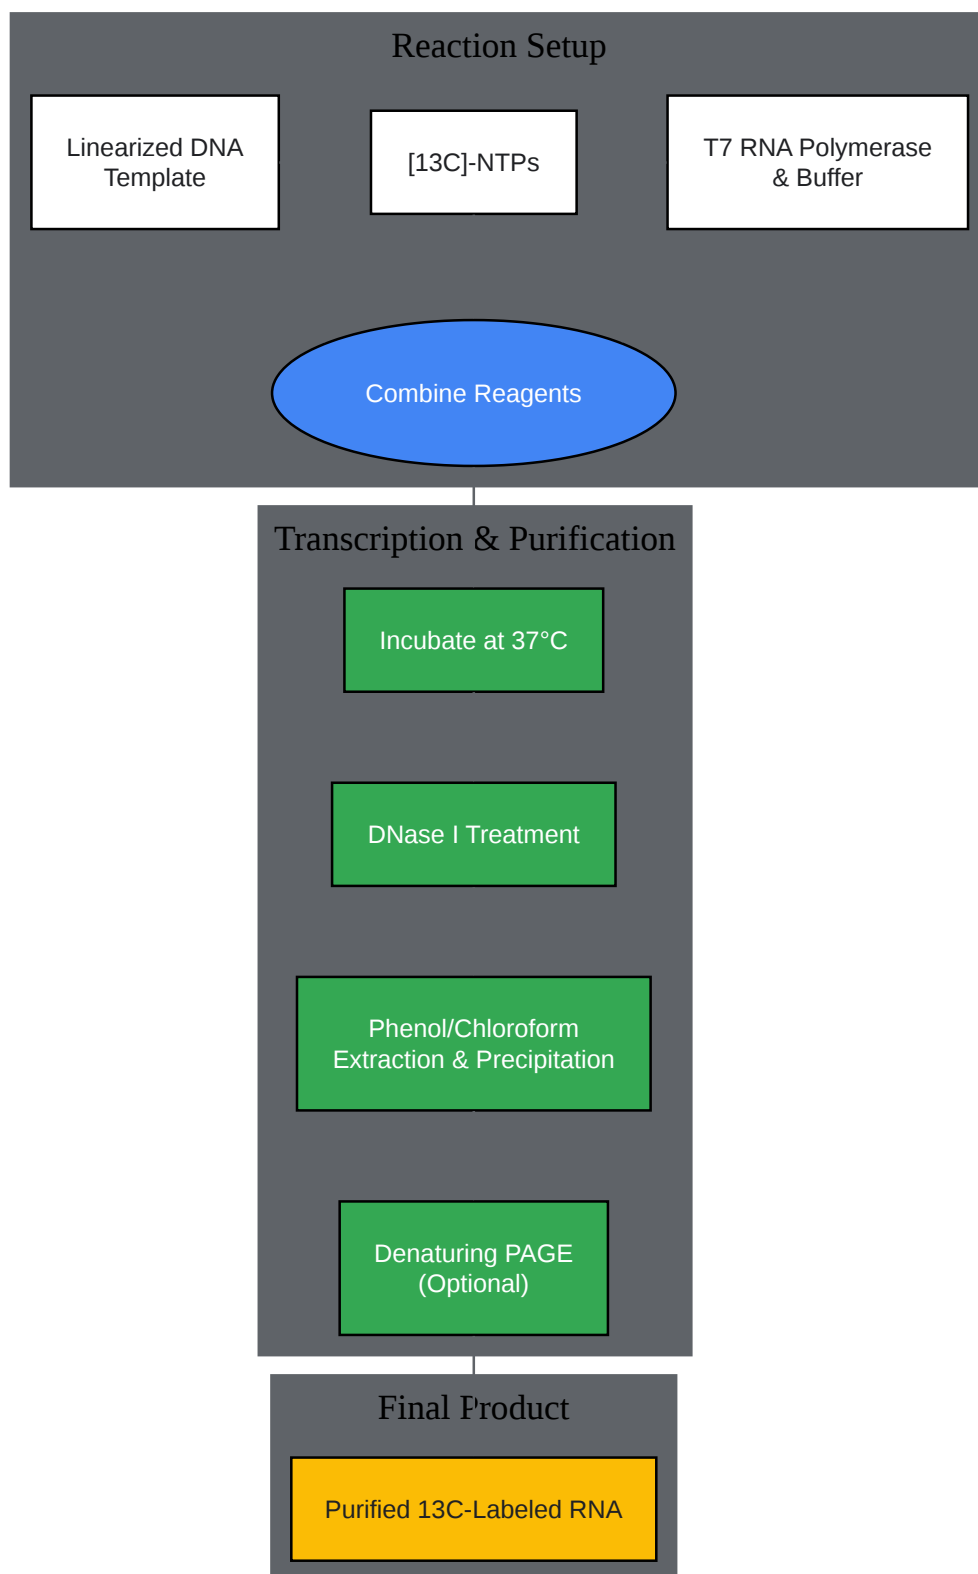 Reaction Setup
Linearized DNA
Template
[13C]-NTPs
T7 RNA Polymerase
& Buffer
Combine Reagents
Transcription & Purification
Incubate at 37°C
DNase I Treatment
Phenol/Chloroform
Extraction & Precipitation
Denaturing PAGE
(Optional)
Final Product
Purified 13C-Labeled RNA